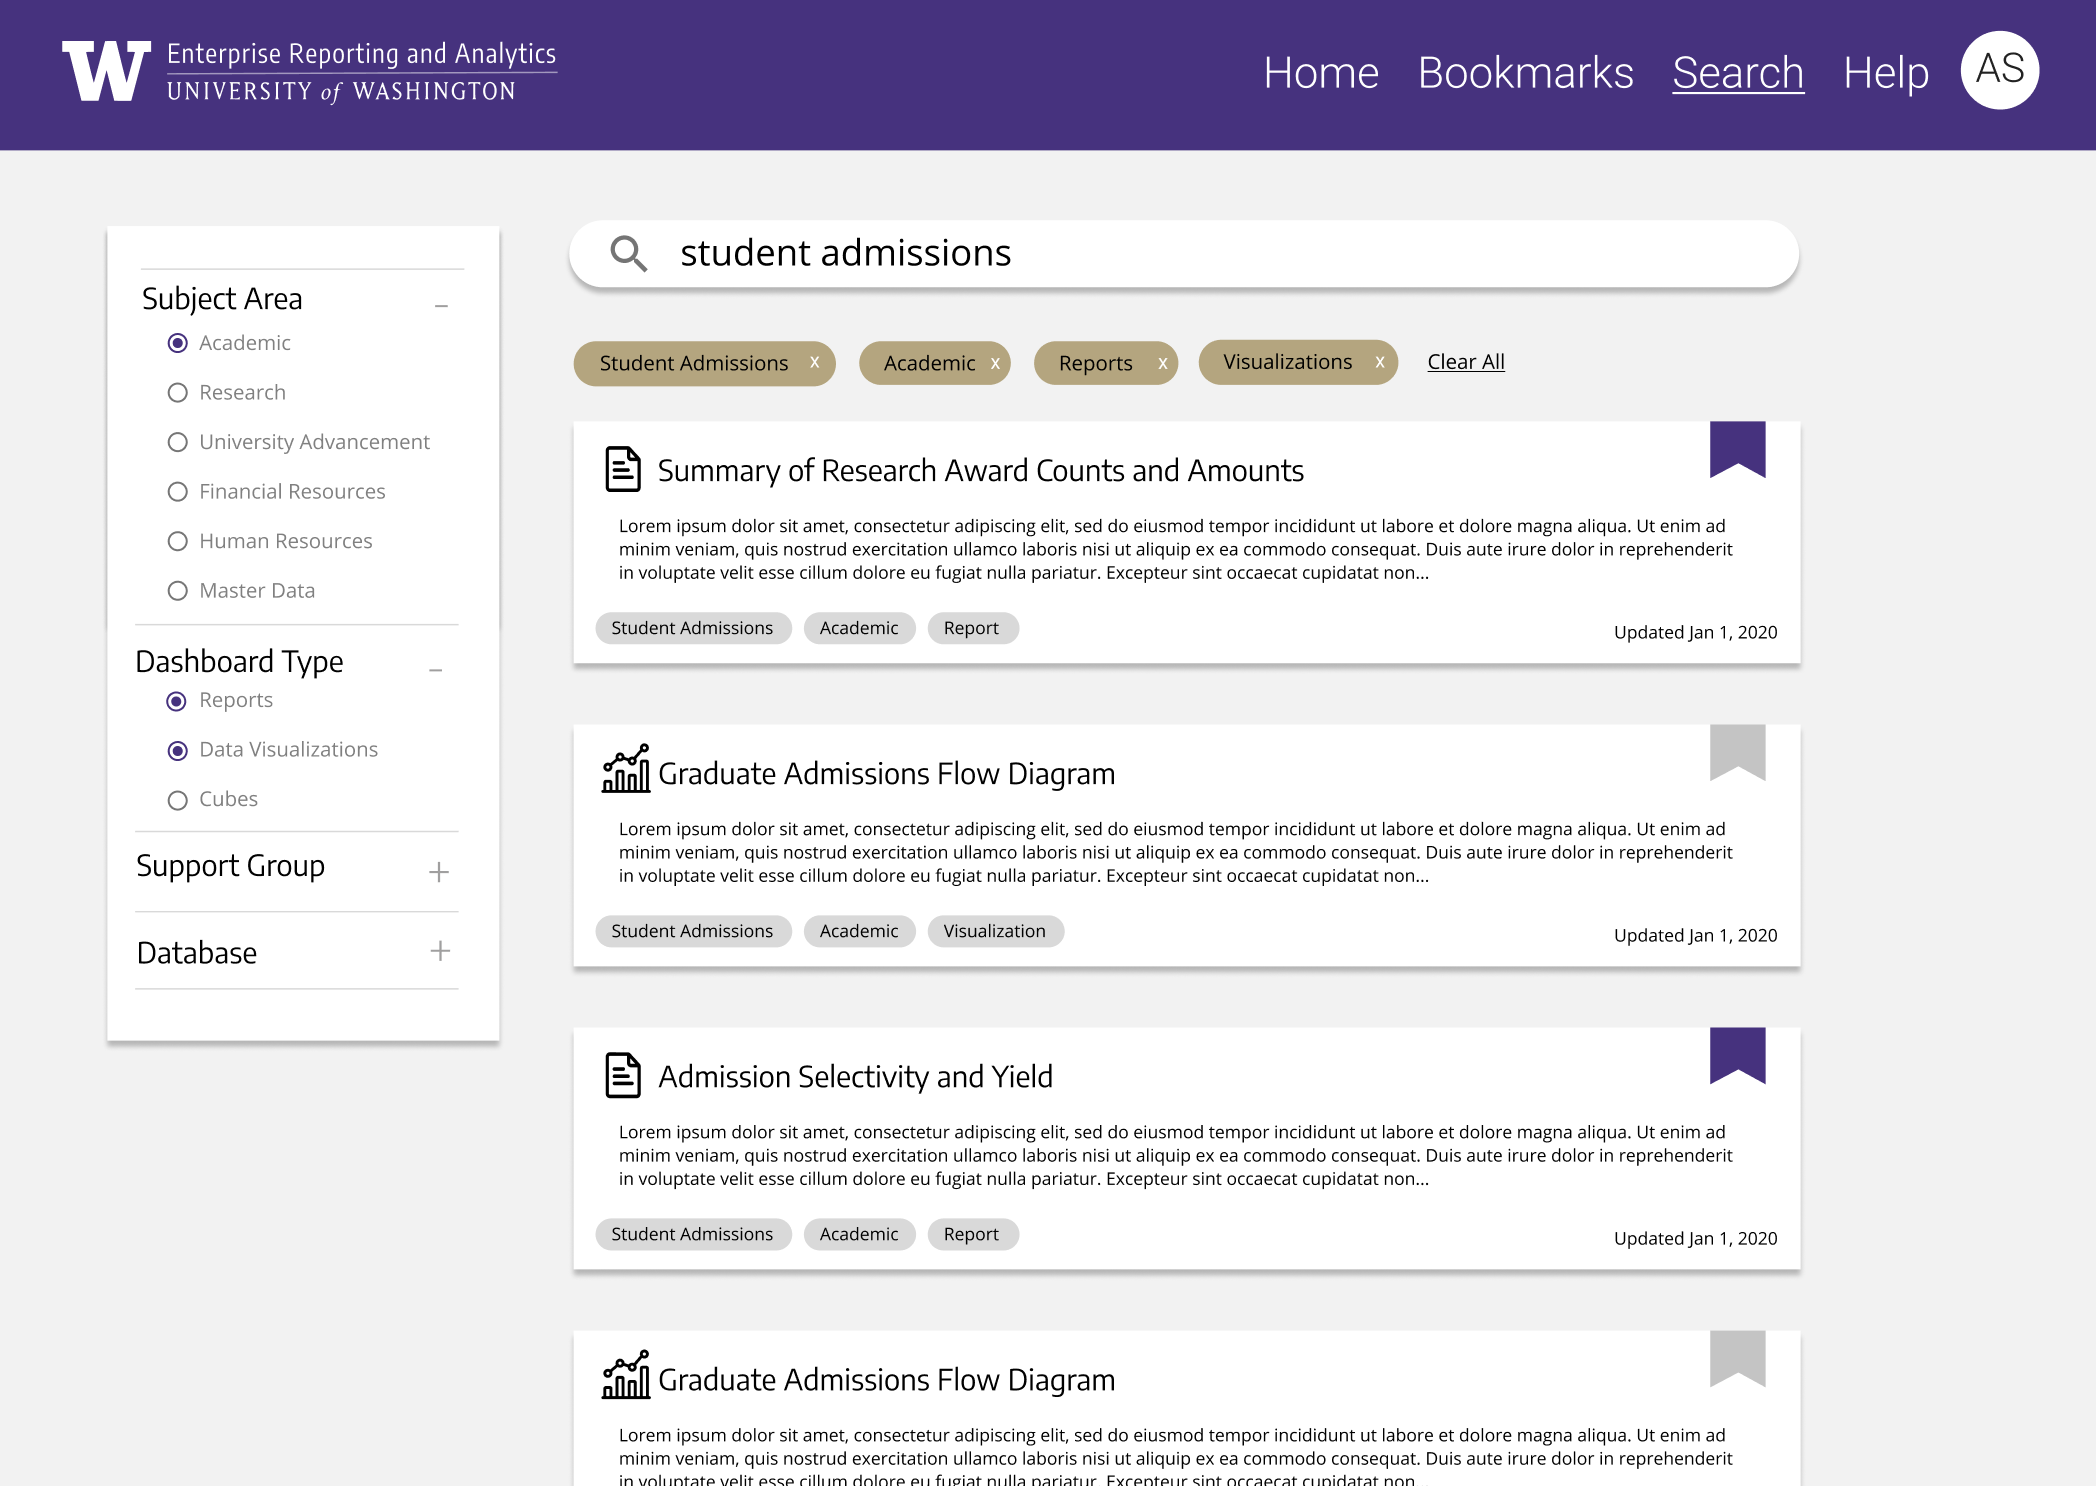 Enterprise Reporting and Analytics
UNIVERSITY of WASHINGTON
Home Bookmarks Search Help AS
Subject Area –
Academic
Research
University Advancement
Financial Resources
Human Resources
Master Data
Dashboard Type –
Reports
Data Visualizations
Cubes
Support Group +
Database +
student admissions
Student Admissions x Academic x Reports x Visualizations x Clear All
Summary of Research Award Counts and Amounts
Lorem ipsum dolor sit amet, consectetur adipiscing elit, sed do eiusmod tempor incididunt ut labore et dolore magna aliqua. Ut enim ad
minim veniam, quis nostrud exercitation ullamco laboris nisi ut aliquip ex ea commodo consequat. Duis aute irure dolor in reprehenderit
in voluptate velit esse cillum dolore eu fugiat nulla pariatur. Excepteur sint occaecat cupidatat non...
Student Admissions Academic Report Updated Jan 1, 2020
Graduate Admissions Flow Diagram
Lorem ipsum dolor sit amet, consectetur adipiscing elit, sed do eiusmod tempor incididunt ut labore et dolore magna aliqua. Ut enim ad
minim veniam, quis nostrud exercitation ullamco laboris nisi ut aliquip ex ea commodo consequat. Duis aute irure dolor in reprehenderit
in voluptate velit esse cillum dolore eu fugiat nulla pariatur. Excepteur sint occaecat cupidatat non...
Student Admissions Academic Visualization Updated Jan 1, 2020
Admission Selectivity and Yield
Lorem ipsum dolor sit amet, consectetur adipiscing elit, sed do eiusmod tempor incididunt ut labore et dolore magna aliqua. Ut enim ad
minim veniam, quis nostrud exercitation ullamco laboris nisi ut aliquip ex ea commodo consequat. Duis aute irure dolor in reprehenderit
in voluptate velit esse cillum dolore eu fugiat nulla pariatur. Excepteur sint occaecat cupidatat non...
Student Admissions Academic Report Updated Jan 1, 2020
Graduate Admissions Flow Diagram
Lorem ipsum dolor sit amet, consectetur adipiscing elit, sed do eiusmod tempor incididunt ut labore et dolore magna aliqua. Ut enim ad
minim veniam, quis nostrud exercitation ullamco laboris nisi ut aliquip ex ea commodo consequat. Duis aute irure dolor in reprehenderit
in voluptate velit esse cillum dolore eu fugiat nulla pariatur. Excepteur sint occaecat cupidatat non...